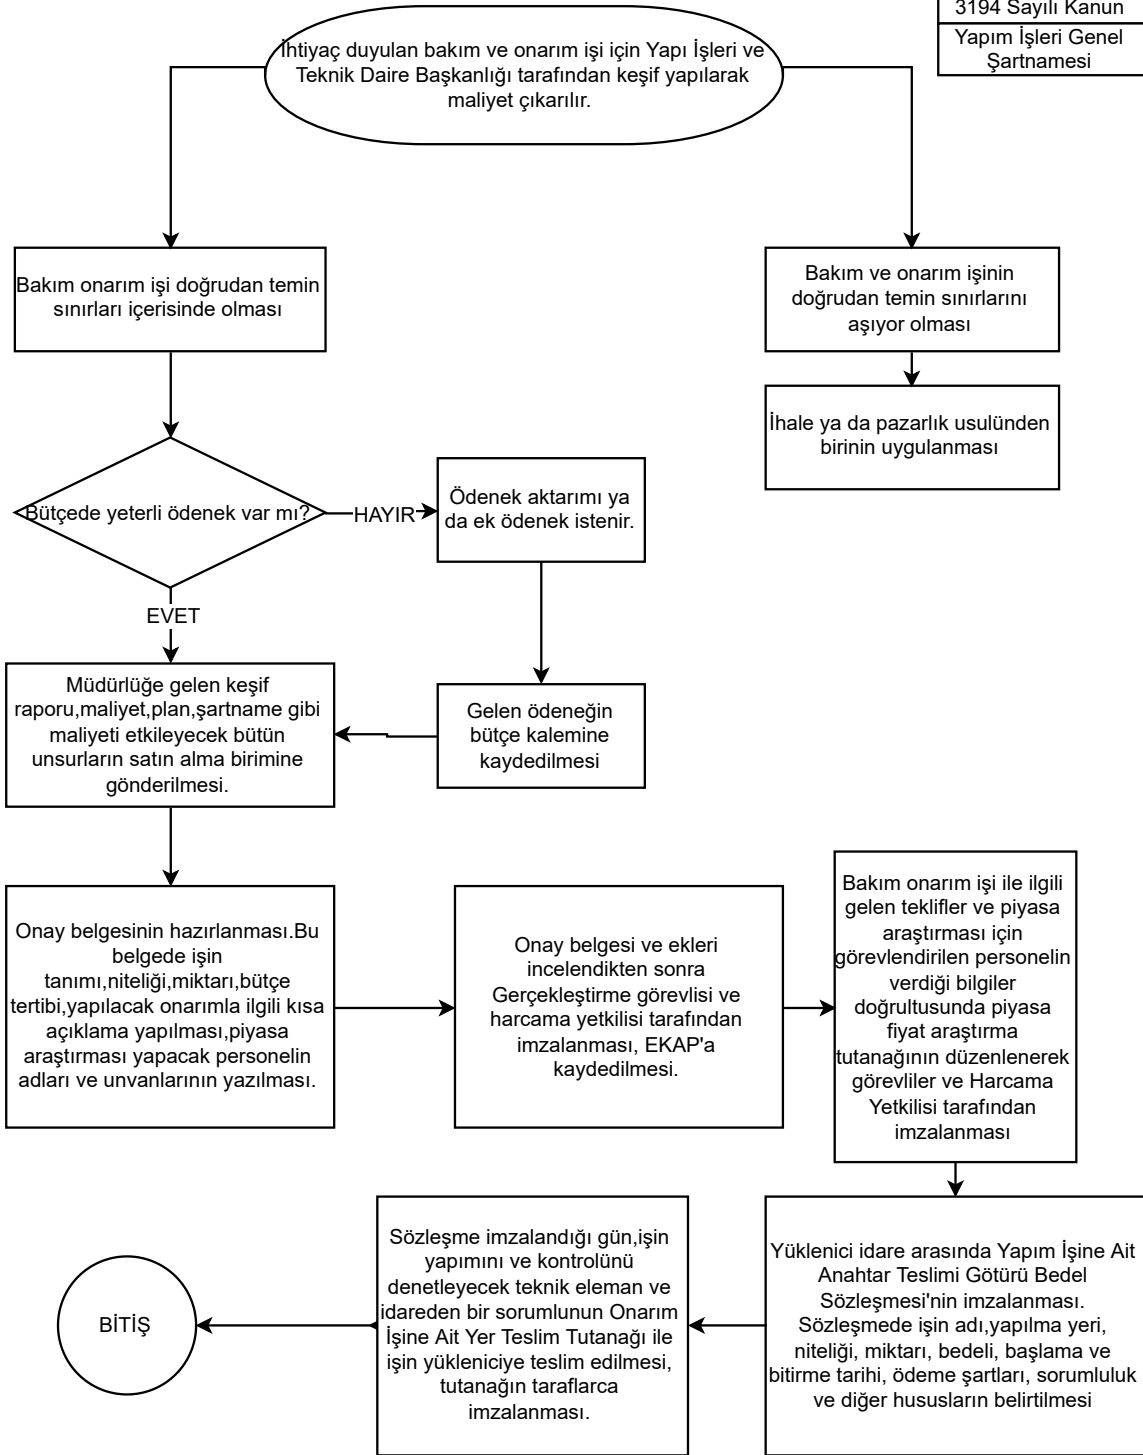 3194 Sayılı Kanun
Yapım İşleri Genel
Şartnamesi
İhtiyaç duyulan bakım ve onarım işi için Yapı İşleri ve
Teknik Daire Başkanlığı tarafından keşif yapılarak
maliyet çıkarılır.
Bakım onarım işi doğrudan temin
sınırları içerisinde olması
Bakım ve onarım işinin
doğrudan temin sınırlarını
aşıyor olması
İhale ya da pazarlık usulünden
birinin uygulanması
Bütçede yeterli ödenek var mı?
HAYIR
Ödenek aktarımı ya
da ek ödenek istenir.
EVET
Müdürlüğe gelen keşif
raporu,maliyet,plan,şartname gibi
maliyeti etkileyecek bütün
unsurların satın alma birimine
gönderilmesi.
Gelen ödeneğin
bütçe kalemine
kaydedilmesi
Onay belgesinin hazırlanması.Bu
belgede işin
tanımı,niteliği,miktarı,bütçe
tertibi,yapılacak onarımla ilgili kısa
açıklama yapılması,piyasa
araştırması yapacak personelin
adları ve unvanlarının yazılması.
Onay belgesi ve ekleri
incelendikten sonra
Gerçekleştirme görevlisi ve
harcama yetkilisi tarafından
imzalanması, EKAP'a
kaydedilmesi.
Bakım onarım işi ile ilgili
gelen teklifler ve piyasa
araştırması için
görevlendirilen personelin
verdiği bilgiler
doğrultusunda piyasa
fiyat araştırma
tutanağının düzenlenerek
görevliler ve Harcama
Yetkilisi tarafından
imzalanması
Yüklenici idare arasında Yapım İşine Ait
Anahtar Teslimi Götürü Bedel
Sözleşmesi'nin imzalanması.
Sözleşmede işin adı,yapılma yeri,
niteliği, miktarı, bedeli, başlama ve
bitirme tarihi, ödeme şartları, sorumluluk
ve diğer hususların belirtilmesi
Sözleşme imzalandığı gün,işin
yapımını ve kontrolünü
denetleyecek teknik eleman ve
idareden bir sorumlunun Onarım
İşine Ait Yer Teslim Tutanağı ile
işin yükleniciye teslim edilmesi,
tutanağın taraflarca
imzalanması.
BİTİŞ